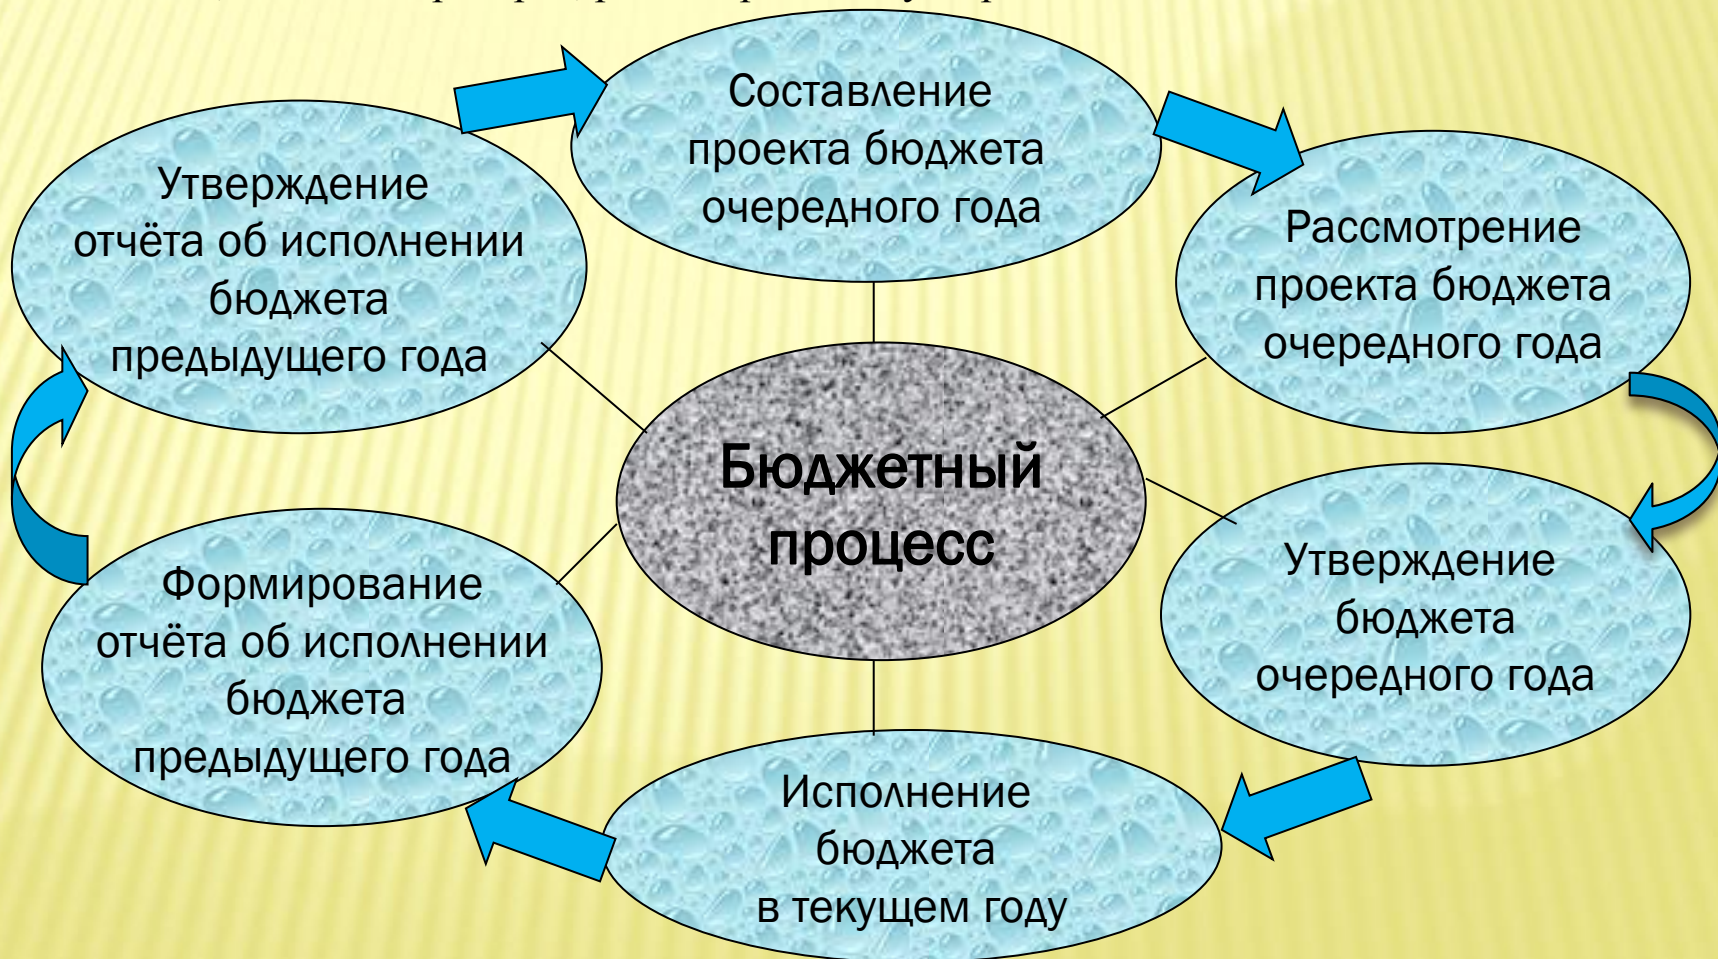 Составление
проекта бюджета
очередного года
Рассмотрение
проекта бюджета
очередного года
Утверждение
бюджета
очередного года
Исполнение
бюджета
в текущем году
Формирование
отчёта об исполнении
бюджета
предыдущего года
Утверждение
отчёта об исполнении
бюджета
предыдущего года
Бюджетный
процесс